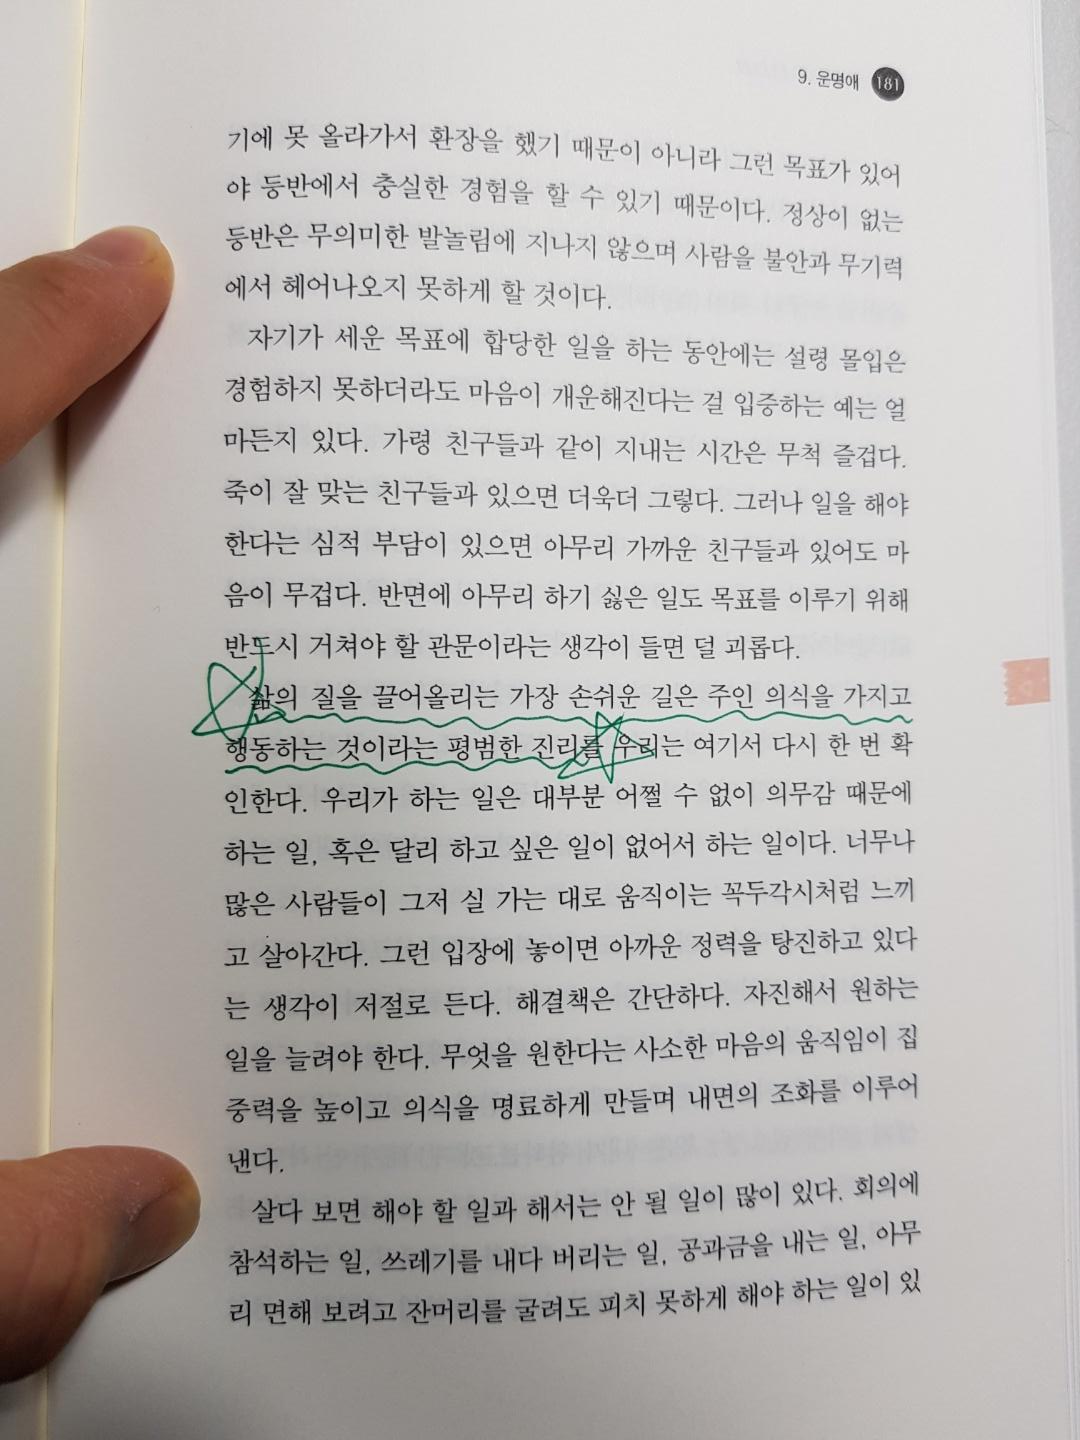 9. 운명애 181
기에 못 올라가서 환장을 했기 때문이 아니라 그런 목표가 있어
야 등반에서 충실한 경험을 할 수 있기 때문이다. 정상이 없는
등반은 무의미한 발놀림에 지나지 않으며 사람을 불안과 무기력
에서 헤어나오지 못하게 할 것이다.
자기가 세운 목표에 합당한 일을 하는 동안에는 설령 몰입은
경험하지 못하더라도 마음이 개운해진다는 걸 입증하는 예는 얼
마든지 있다. 가령 친구들과 같이 지내는 시간은 무척 즐겁다.
죽이 잘 맞는 친구들과 있으면 더욱더 그렇다. 그러나 일을 해야
한다는 심적 부담이 있으면 아무리 가까운 친구들과 있어도 마
음이 무겁다. 반면에 아무리 하기 싫은 일도 목표를 이루기 위해
반드시 거쳐야 할 관문이라는 생각이 들면 덜 괴롭다.
삶의 질을 끌어올리는 가장 손쉬운 길은 주인 의식을 가지고
행동하는 것이라는 평범한 진리를 우리는 여기서 다시 한 번 확
인한다. 우리가 하는 일은 대부분 어쩔 수 없이 의무감 때문에
하는 일, 혹은 달리 하고 싶은 일이 없어서 하는 일이다. 너무나
많은 사람들이 그저 실 가는 대로 움직이는 꼭두각시처럼 느끼
고 살아간다. 그런 입장에 놓이면 아까운 정력을 탕진하고 있다
는 생각이 저절로 든다. 해결책은 간단하다. 자진해서 원하는
일을 늘려야 한다. 무엇을 원한다는 사소한 마음의 움직임이 집
중력을 높이고 의식을 명료하게 만들며 내면의 조화를 이루어
낸다.
살다 보면 해야 할 일과 해서는 안 될 일이 많이 있다. 회의에
참석하는 일, 쓰레기를 내다 버리는 일, 공과금을 내는 일, 아무
리 면해 보려고 잔머리를 굴려도 피치 못하게 해야 하는 일이 있